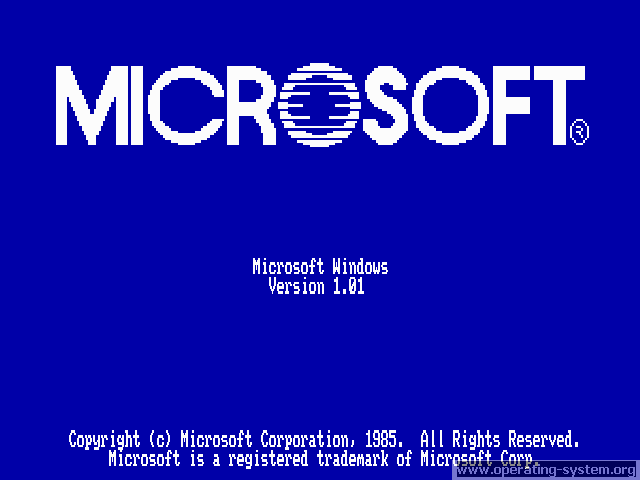 MICROSOFT®
Microsoft Windows
Version 1.01
Copyright (c) Microsoft Corporation, 1985.  All Rights Reserved.
Microsoft is a registered trademark of Microsoft Corp.
www.operating-system.org